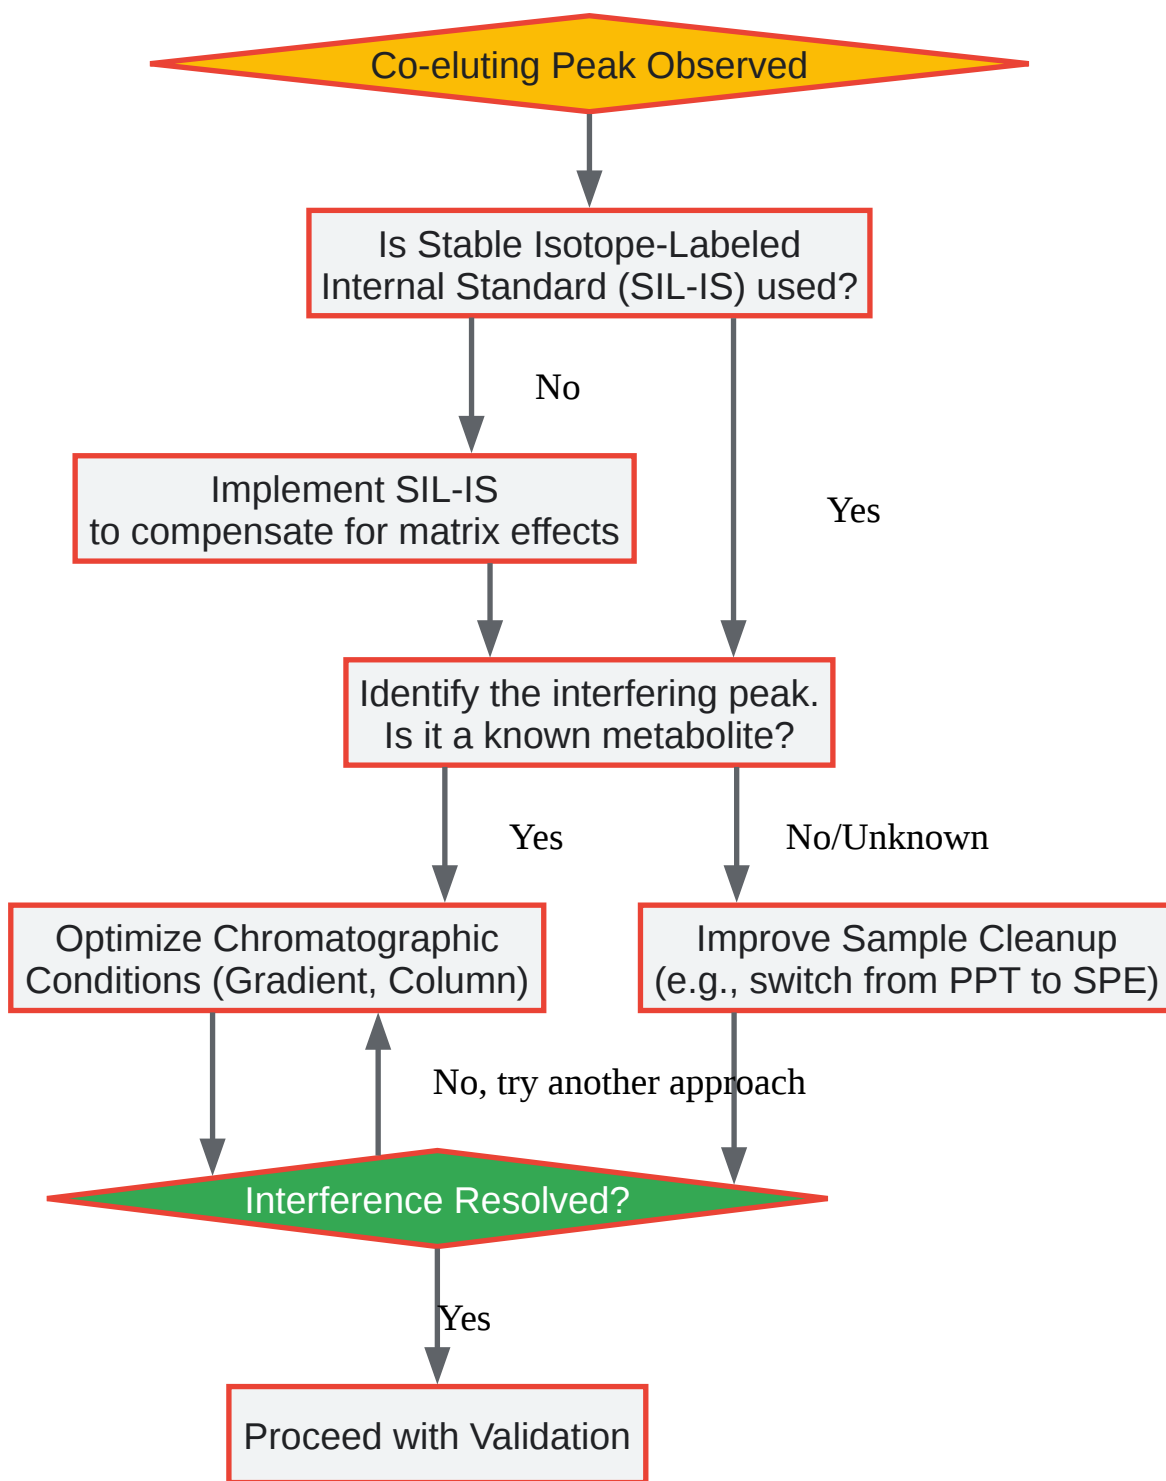 Co-eluting Peak Observed
Is Stable Isotope-Labeled
Internal Standard (SIL-IS) used?
No
Implement SIL-IS
to compensate for matrix effects
Yes
Identify the interfering peak.
Is it a known metabolite?
Yes
No/Unknown
Optimize Chromatographic
Conditions (Gradient, Column)
Improve Sample Cleanup
(e.g., switch from PPT to SPE)
No, try another approach
Interference Resolved?
Yes
Proceed with Validation